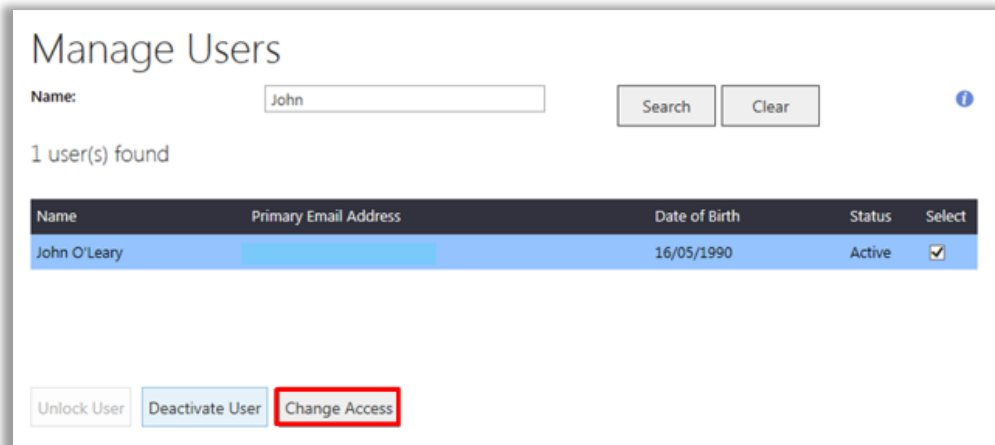 Manage Users
Name: John Search Clear i
1 user(s) found
Name Primary Email Address Date of Birth Status Select
John O'Leary 16/05/1990 Active
Unlock User Deactivate User Change Access